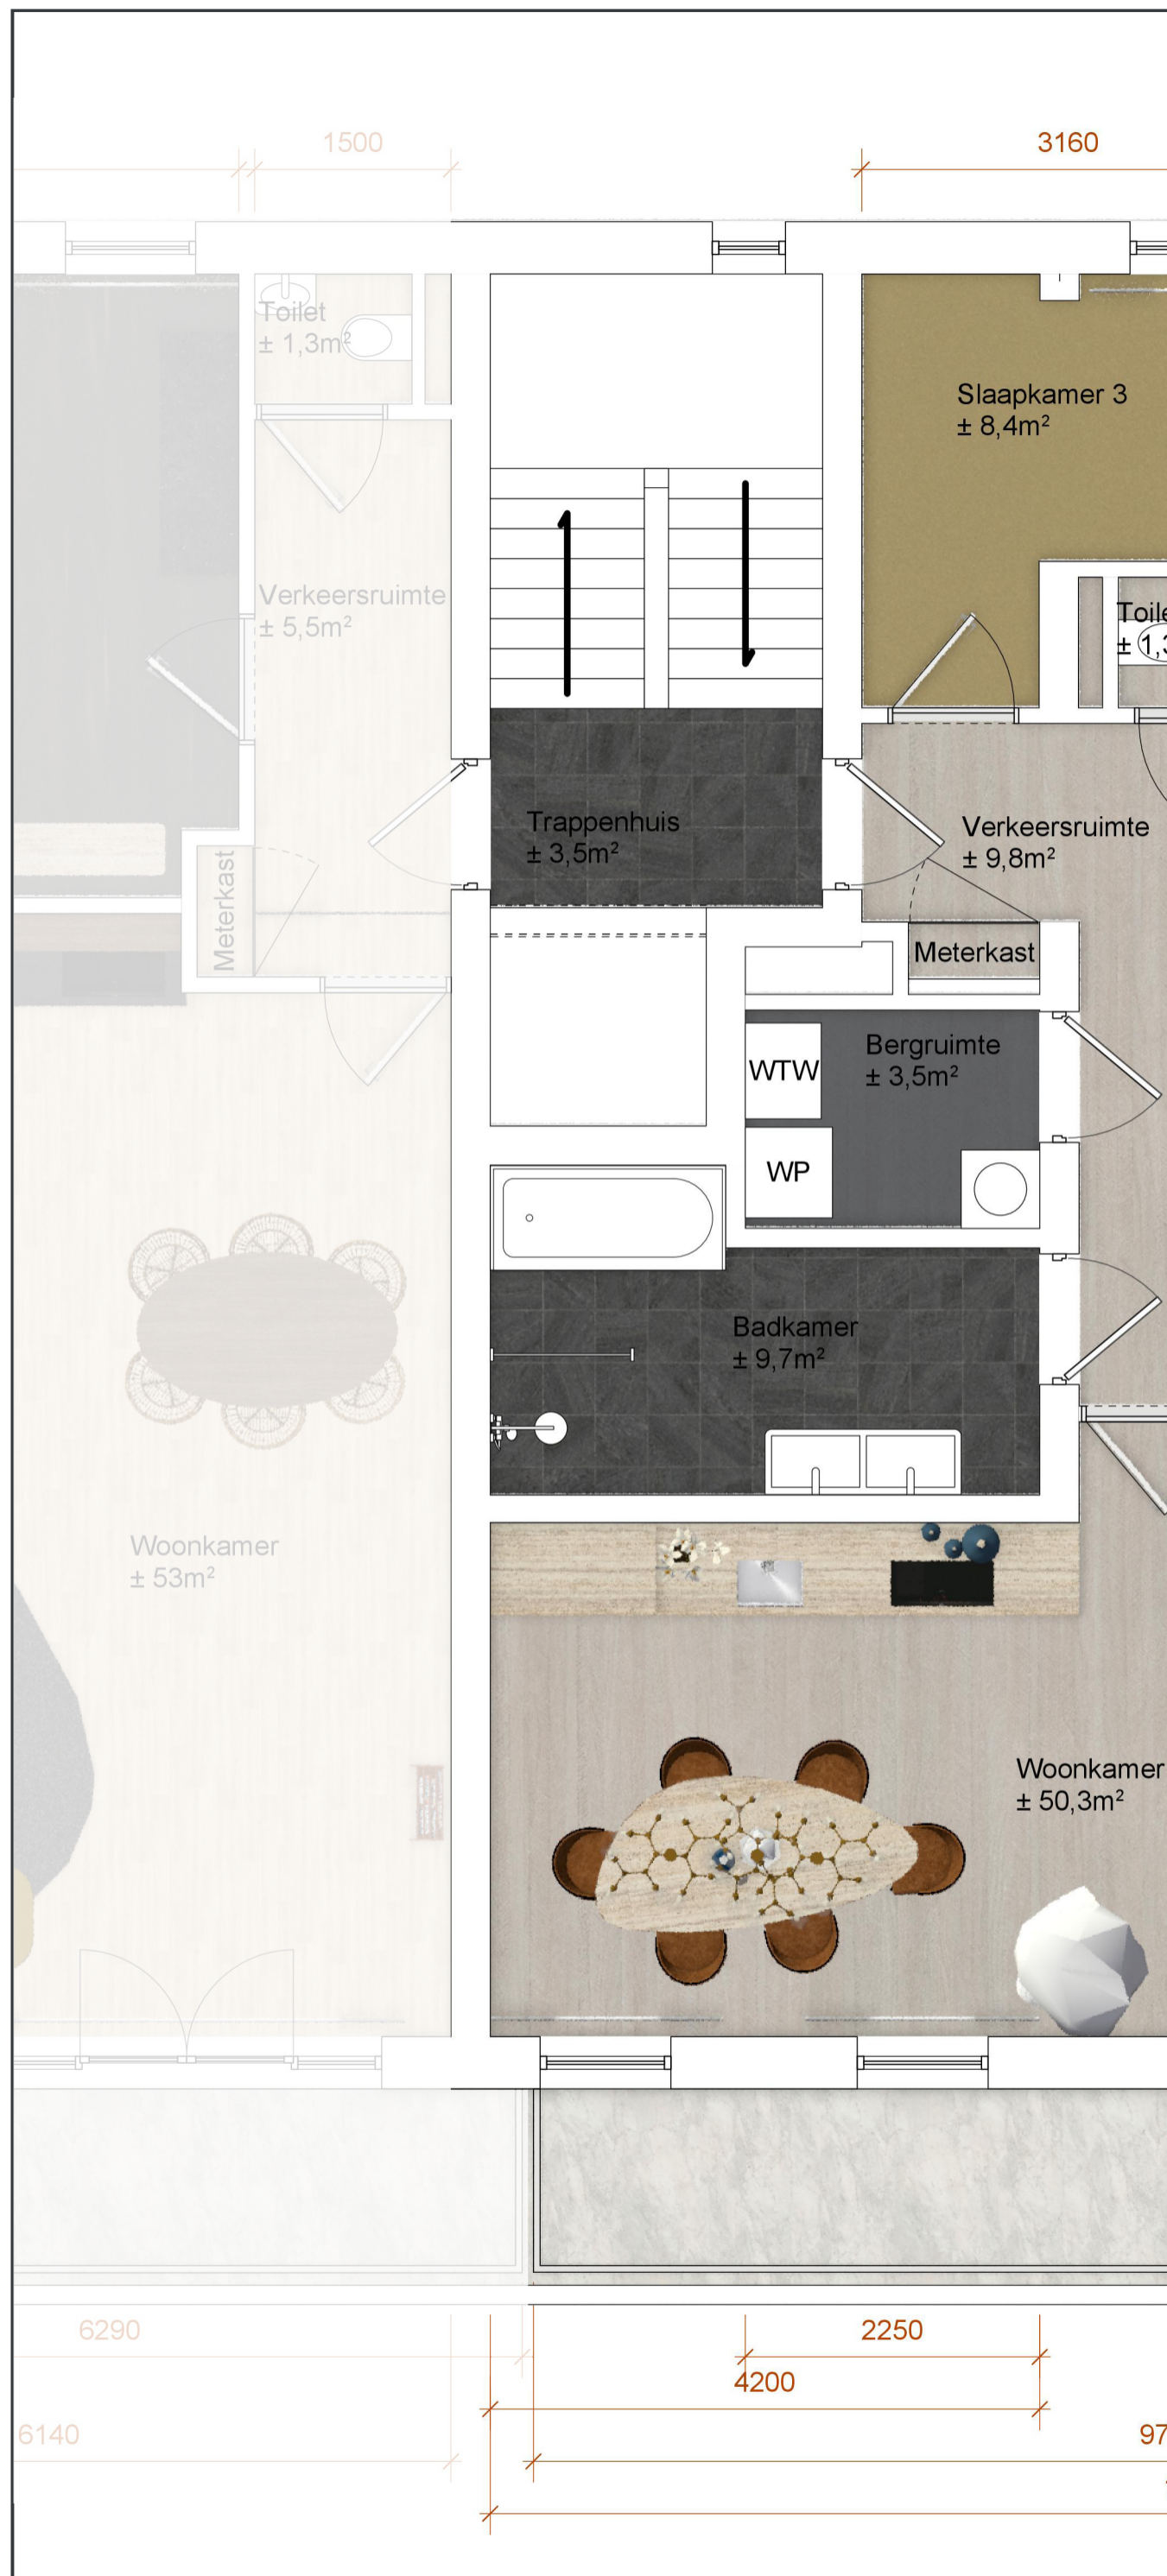 1500
3160
Toilet
± 1,3m²
Slaapkamer 3
± 8,4m²
Verkeersruimte
± 5,5m²
Trappenhuis
± 3,5m²
Verkeersruimte
± 9,8m²
Meterkast
Meterkast
WTW
Bergruimte
± 3,5m²
WP
Badkamer
± 9,7m²
Woonkamer
± 53m²
Woonkamer
± 50,3m²
6290
2250
4200
6140
97